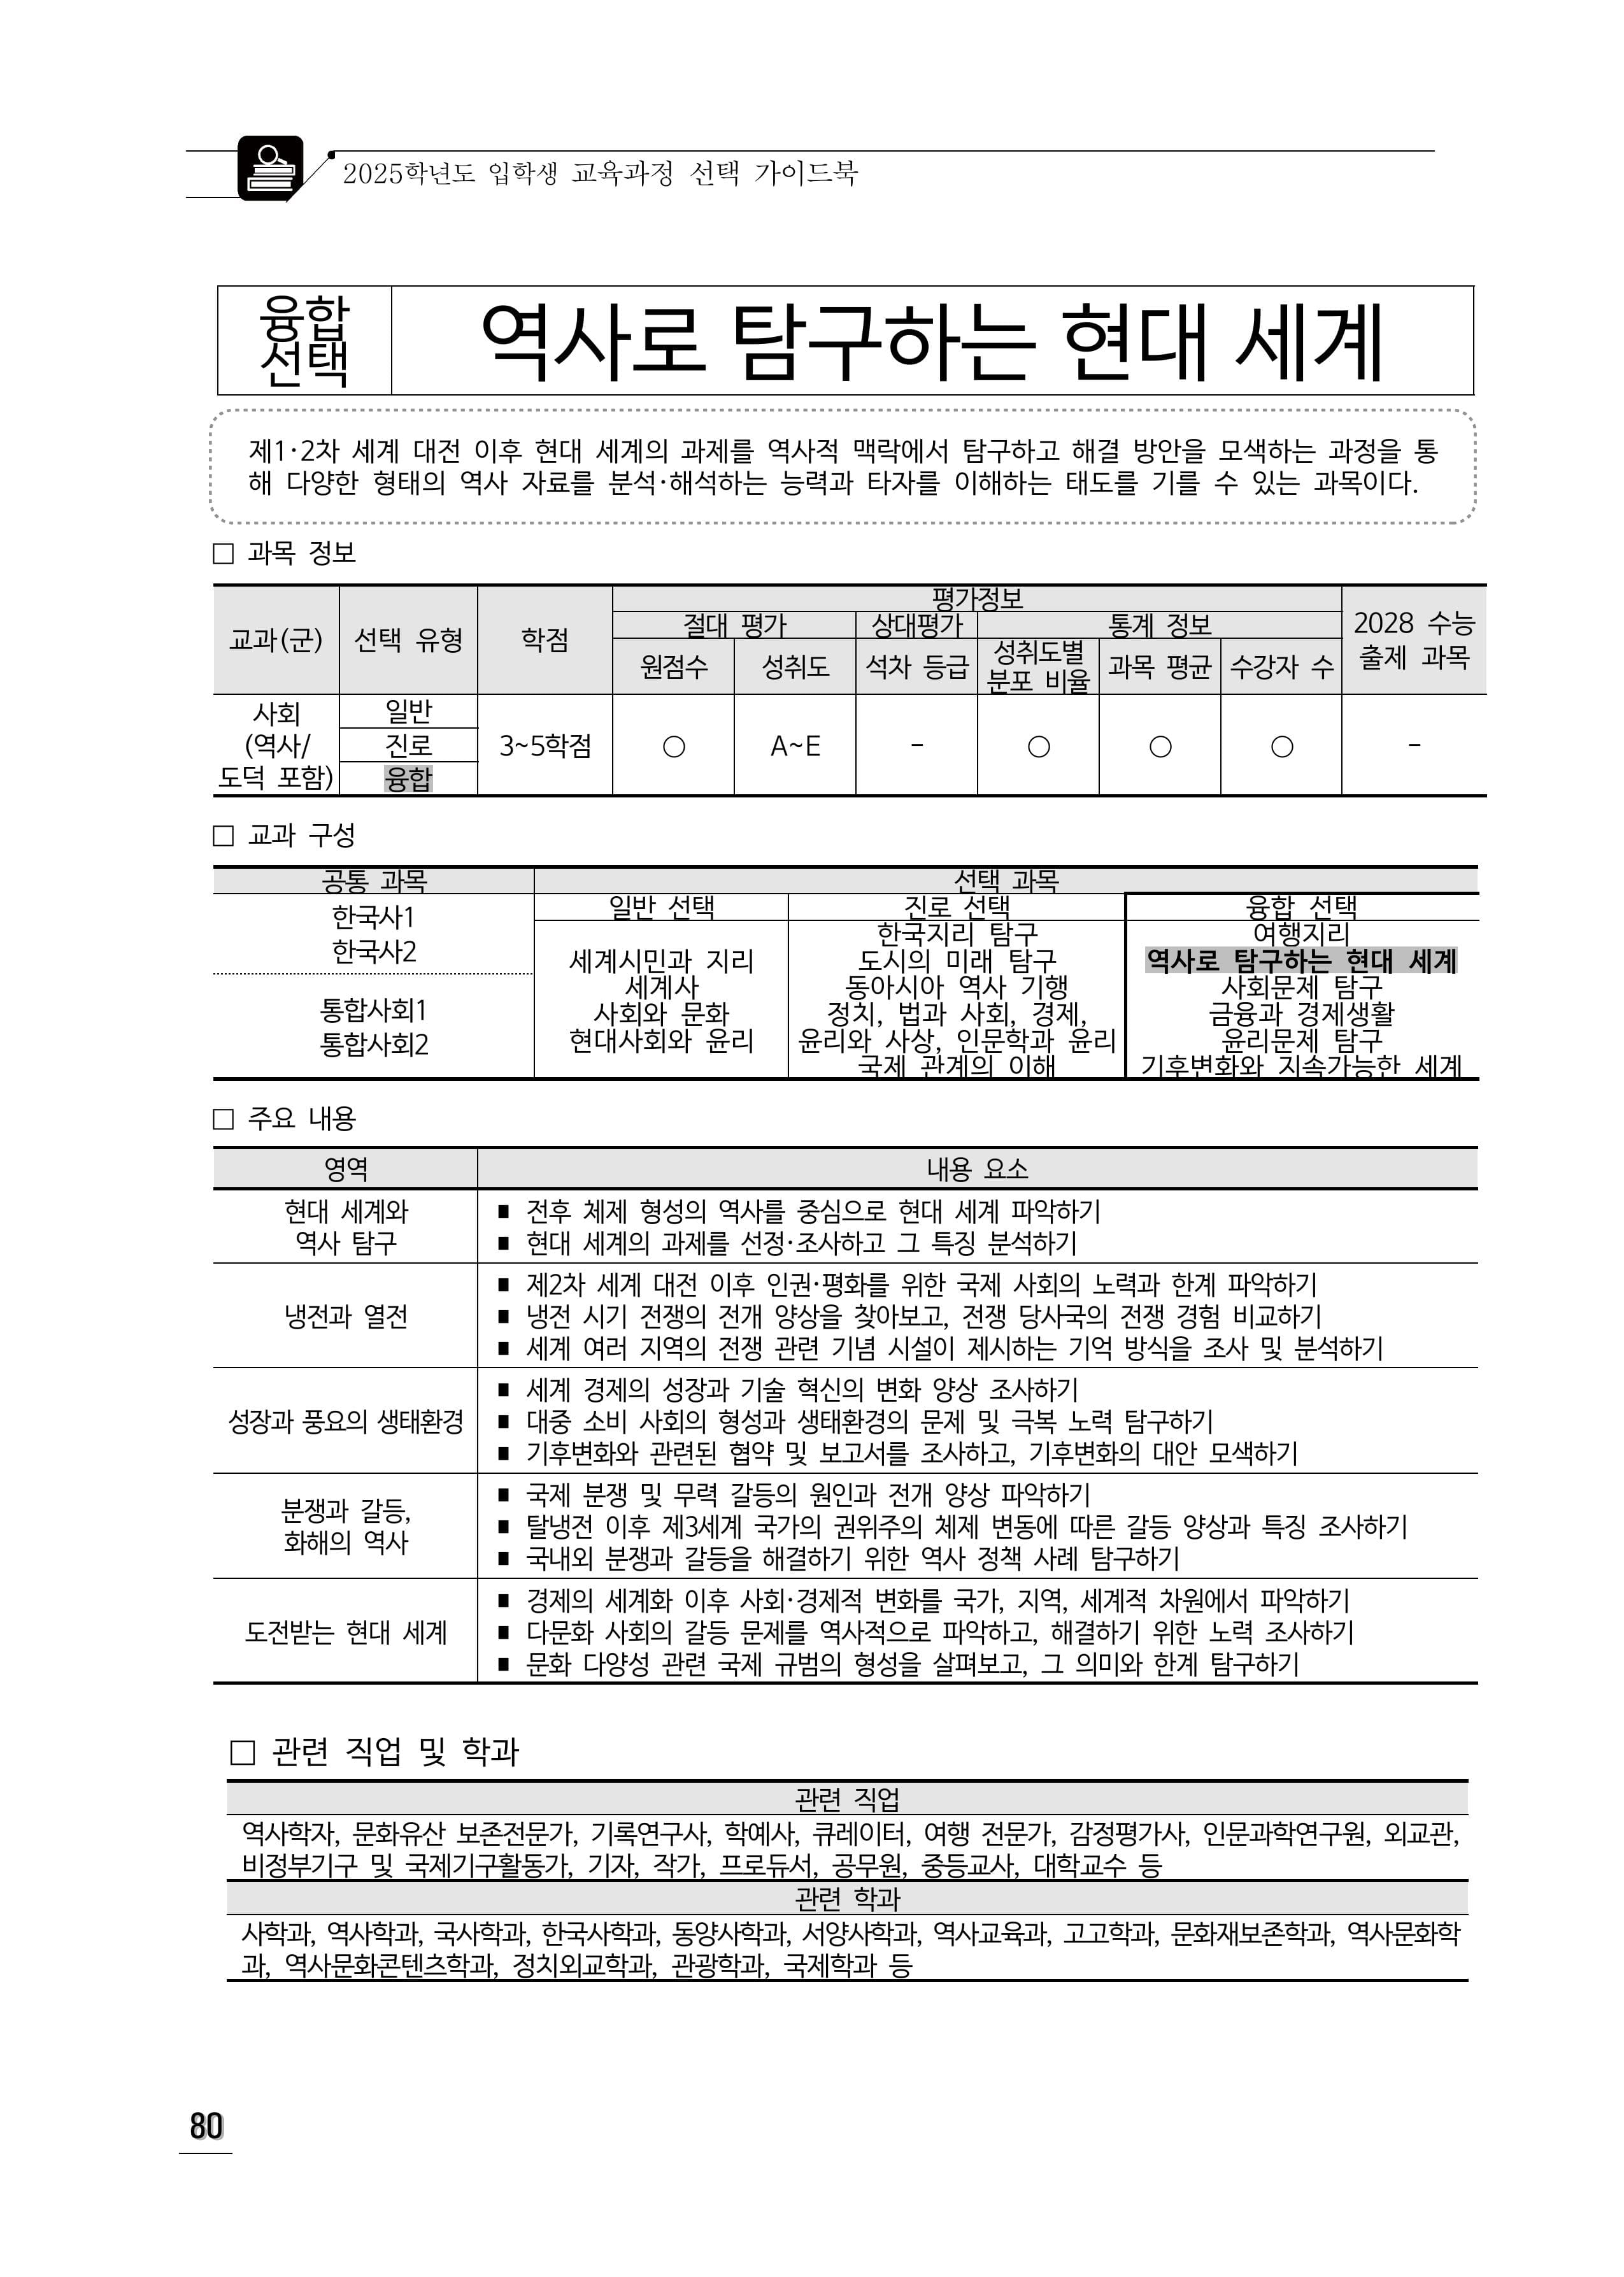 2025학년도 입학생 교육과정 선택 가이드북
융합
선택
역사로 탐구하는 현대 세계
제1·2차 세계 대전 이후 현대 세계의 과제를 역사적 맥락에서 탐구하고 해결 방안을 모색하는 과정을 통
해 다양한 형태의 역사 자료를 분석·해석하는 능력과 타자를 이해하는 태도를 기를 수 있는 과목이다.
□ 과목 정보
교과(군) 선택 유형 학점 평가정보 2028 수능
출제 과목
절대 평가 상대평가 통계 정보
원점수 성취도 석차 등급 성취도별
분포 비율 과목 평균 수강자 수
사회
(역사/
도덕 포함)
일반
진로
융합
3~5학점 ○ A~E - ○ ○ ○ -
□ 교과 구성
공통 과목 선택 과목
한국사1
한국사2
통합사회1
통합사회2
일반 선택
세계시민과 지리
세계사
사회와 문화
현대사회와 윤리
진로 선택
한국지리 탐구
도시의 미래 탐구
동아시아 역사 기행
정치, 법과 사회, 경제,
윤리와 사상, 인문학과 윤리
국제 관계의 이해
융합 선택
여행지리
역사로 탐구하는 현대 세계
사회문제 탐구
금융과 경제생활
윤리문제 탐구
기후변화와 지속가능한 세계
□ 주요 내용
영역 내용 요소
현대 세계와
역사 탐구
■ 전후 체제 형성의 역사를 중심으로 현대 세계 파악하기
■ 현대 세계의 과제를 선정·조사하고 그 특징 분석하기
냉전과 열전
■ 제2차 세계 대전 이후 인권·평화를 위한 국제 사회의 노력과 한계 파악하기
■ 냉전 시기 전쟁의 전개 양상을 찾아보고, 전쟁 당사국의 전쟁 경험 비교하기
■ 세계 여러 지역의 전쟁 관련 기념 시설이 제시하는 기억 방식을 조사 및 분석하기
성장과 풍요의 생태환경
■ 세계 경제의 성장과 기술 혁신의 변화 양상 조사하기
■ 대중 소비 사회의 형성과 생태환경의 문제 및 극복 노력 탐구하기
■ 기후변화와 관련된 협약 및 보고서를 조사하고, 기후변화의 대안 모색하기
분쟁과 갈등,
화해의 역사
■ 국제 분쟁 및 무력 갈등의 원인과 전개 양상 파악하기
■ 탈냉전 이후 제3세계 국가의 권위주의 체제 변동에 따른 갈등 양상과 특징 조사하기
■ 국내외 분쟁과 갈등을 해결하기 위한 역사 정책 사례 탐구하기
도전받는 현대 세계
■ 경제의 세계화 이후 사회·경제적 변화를 국가, 지역, 세계적 차원에서 파악하기
■ 다문화 사회의 갈등 문제를 역사적으로 파악하고, 해결하기 위한 노력 조사하기
■ 문화 다양성 관련 국제 규범의 형성을 살펴보고, 그 의미와 한계 탐구하기
□ 관련 직업 및 학과
관련 직업
역사학자, 문화유산 보존전문가, 기록연구사, 학예사, 큐레이터, 여행 전문가, 감정평가사, 인문과학연구원, 외교관,
비정부기구 및 국제기구활동가, 기자, 작가, 프로듀서, 공무원, 중등교사, 대학교수 등
관련 학과
사학과, 역사학과, 국사학과, 한국사학과, 동양사학과, 서양사학과, 역사교육과, 고고학과, 문화재보존학과, 역사문화학
과, 역사문화콘텐츠학과, 정치외교학과, 관광학과, 국제학과 등
80